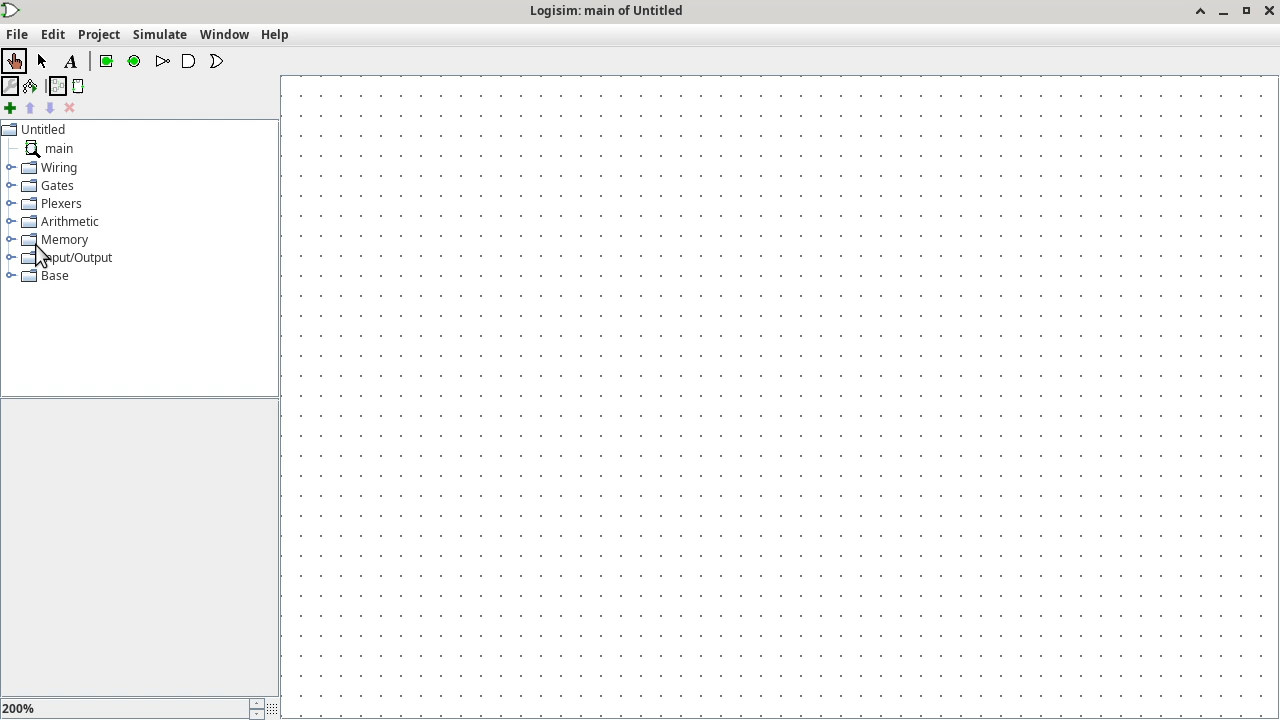 Logisim: main of Untitled
File Edit Project Simulate Window Help
A
Untitled
main
Wiring
Gates
Plexers
Arithmetic
Memory
put/Output
Base
200%